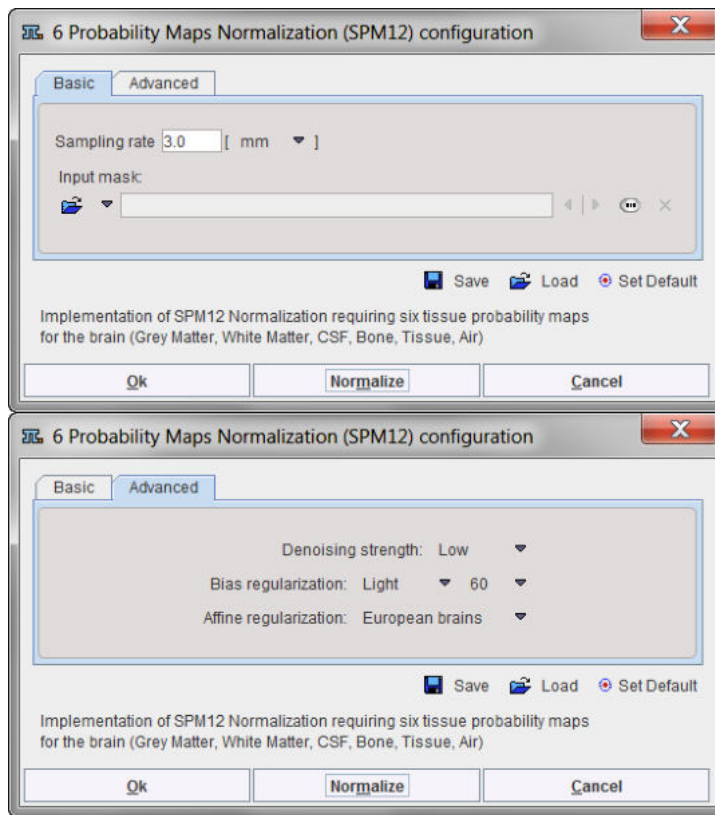 6 Probability Maps Normalization (SPM12) configuration
Basic Advanced
Sampling rate 3.0 [ mm ]
Input mask:
Save Load Set Default
Implementation of SPM12 Normalization requiring six tissue probability maps
for the brain (Grey Matter, White Matter, CSF, Bone, Tissue, Air)
Ok Normalize Cancel
6 Probability Maps Normalization (SPM12) configuration
Basic Advanced
Denoising strength: Low
Bias regularization: Light 60
Affine regularization: European brains
Save Load Set Default
Implementation of SPM12 Normalization requiring six tissue probability maps
for the brain (Grey Matter, White Matter, CSF, Bone, Tissue, Air)
Ok Normalize Cancel